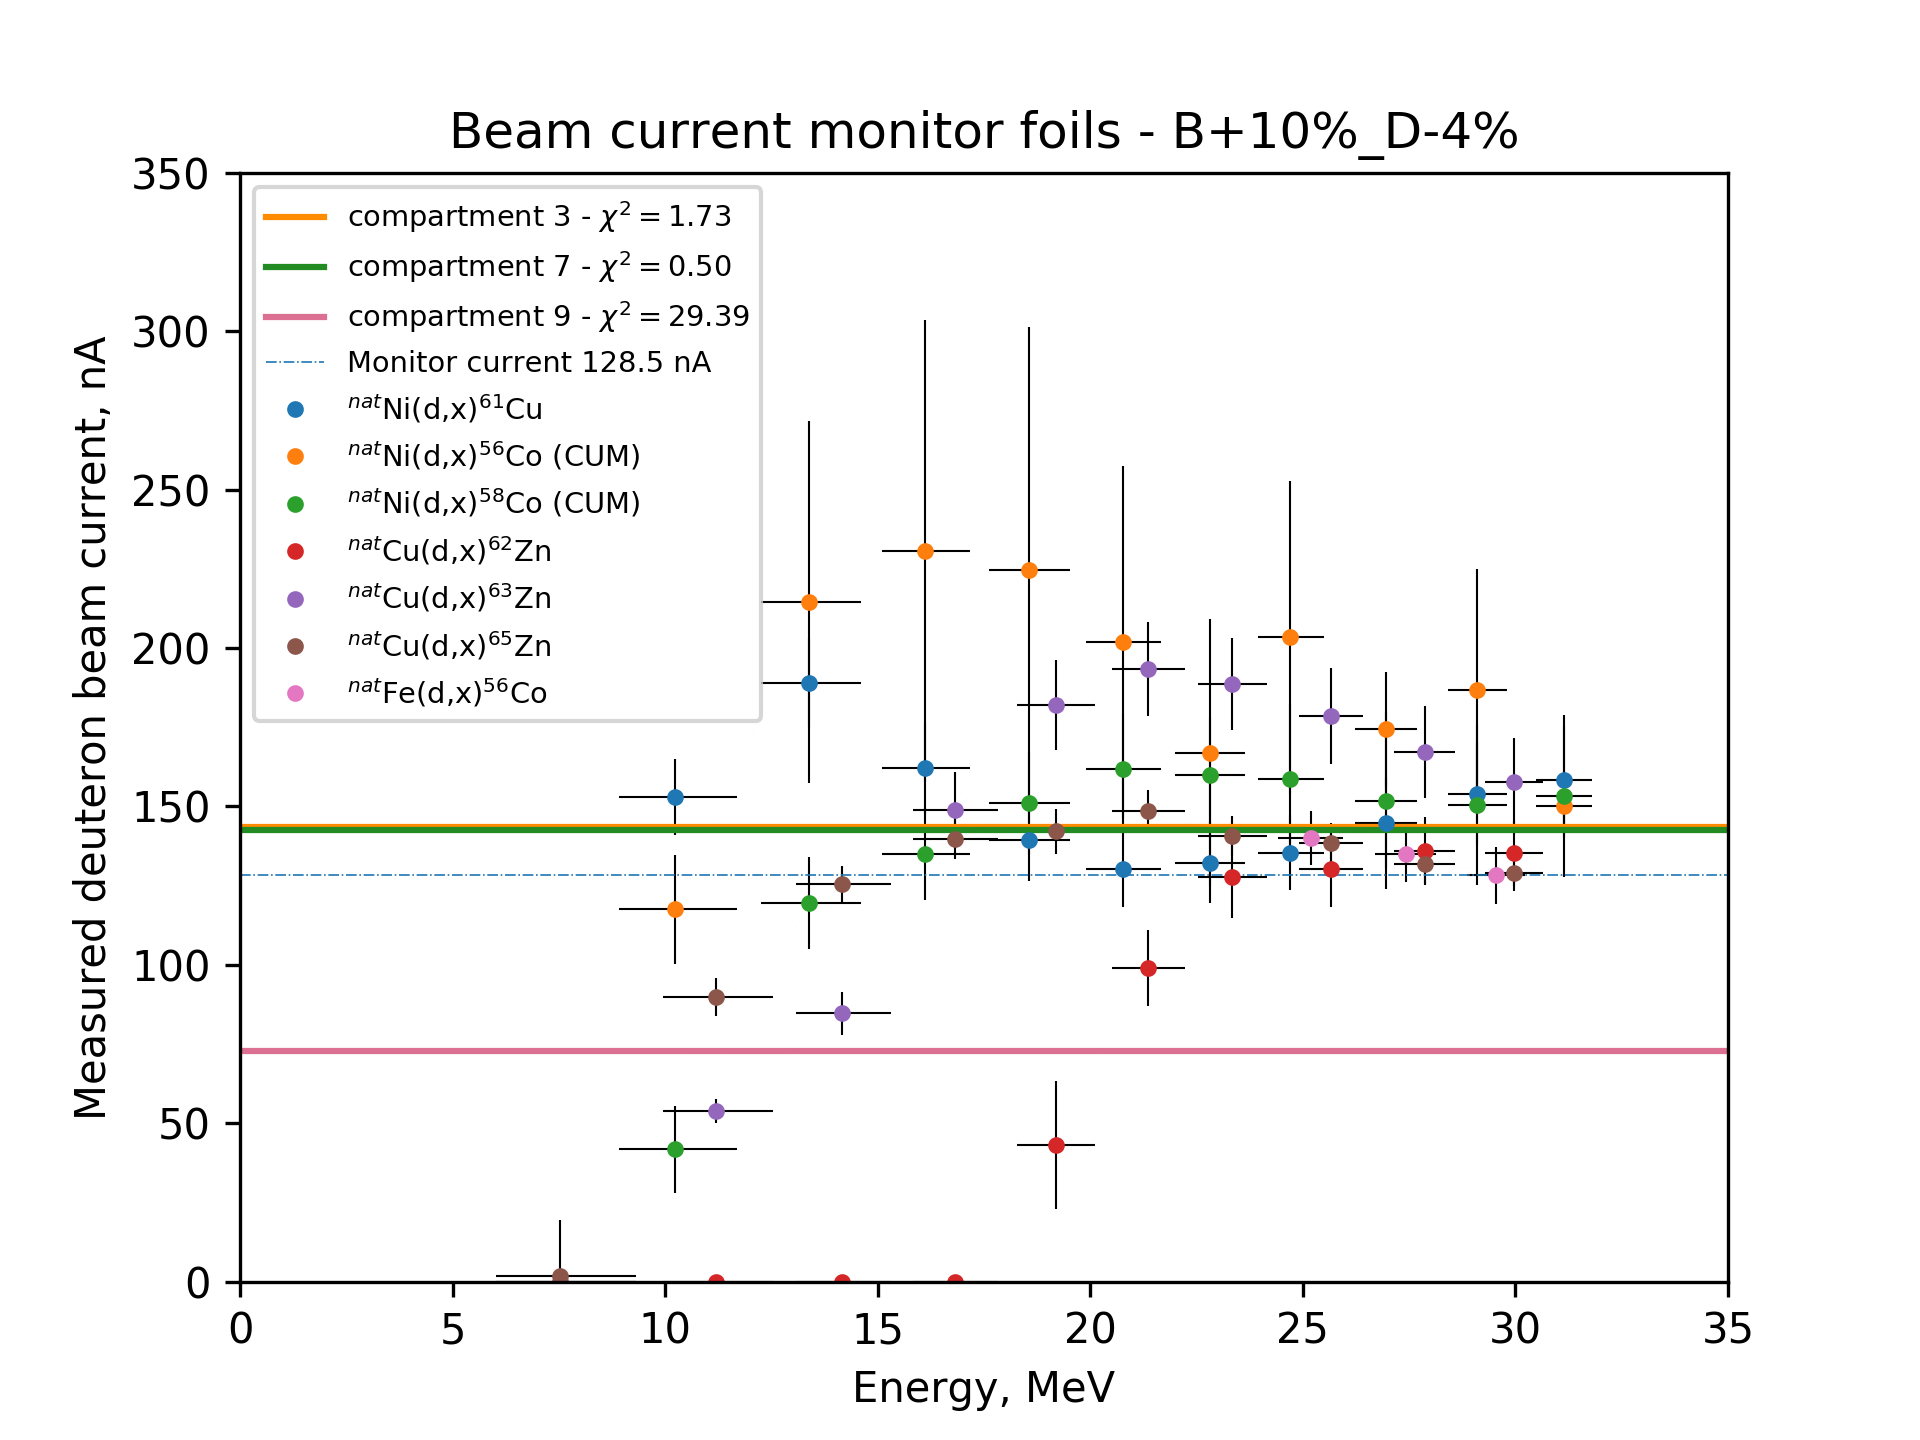 Beam current monitor foils - B+10%_D-4%
350
300
250
200
150
100
50
0
Measured deuteron beam current, nA
compartment 3 - χ² = 1.73
compartment 7 - χ² = 0.50
compartment 9 - χ² = 29.39
Monitor current 128.5 nA
ⁿᵃᵗNi(d,x)⁶¹Cu
ⁿᵃᵗNi(d,x)⁵⁶Co (CUM)
ⁿᵃᵗNi(d,x)⁵⁸Co (CUM)
ⁿᵃᵗCu(d,x)⁶²Zn
ⁿᵃᵗCu(d,x)⁶³Zn
ⁿᵃᵗCu(d,x)⁶⁵Zn
ⁿᵃᵗFe(d,x)⁵⁶Co
0 5 10 15 20 25 30 35
Energy, MeV